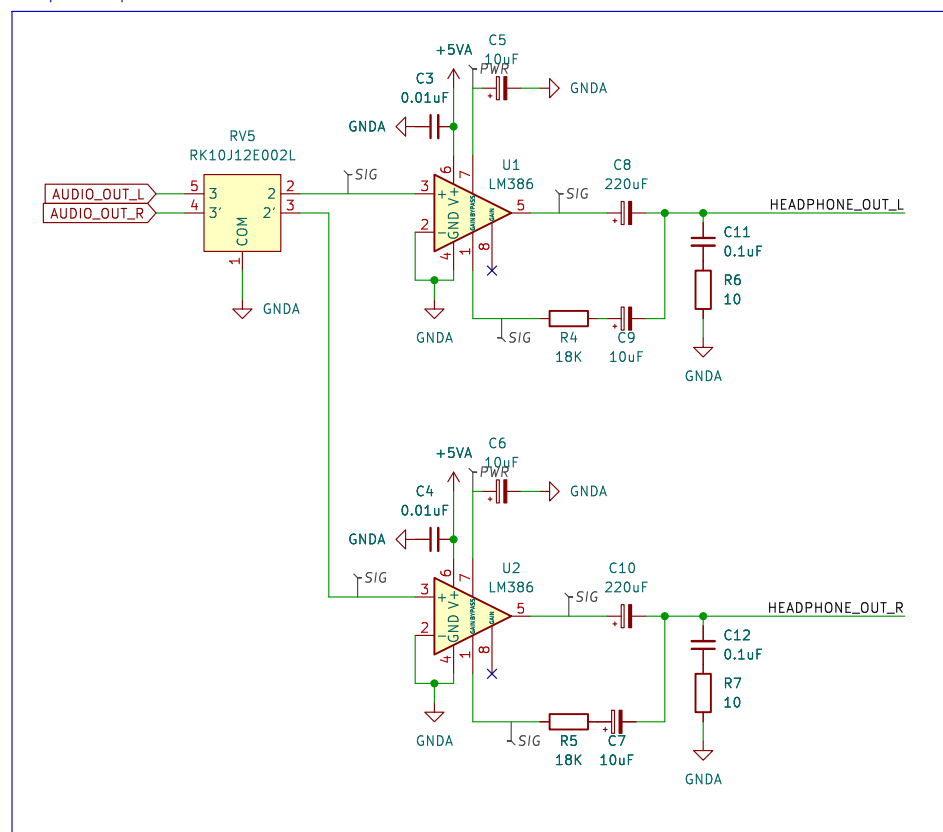 +5VA
C5
10uF
PWR
GNDA
C3
0.01uF
GNDA
RV5
RK10J12E002L
AUDIO_OUT_L
AUDIO_OUT_R
5
4
3
3'
2
2'
2
3
COM
1
GNDA
SIG
U1
LM386
6
7
3
2
+
-
V+
GND
BYPASS
GAIN
GAIN
5
4
1
8
GNDA
SIG
C8
220uF
HEADPHONE_OUT_L
C11
0.1uF
R6
10
GNDA
SIG
R4
18K
C9
10uF
+5VA
C6
10uF
PWR
GNDA
C4
0.01uF
GNDA
SIG
U2
LM386
6
7
3
2
+
-
V+
GND
BYPASS
GAIN
GAIN
5
4
1
8
GNDA
SIG
C10
220uF
HEADPHONE_OUT_R
C12
0.1uF
R7
10
GNDA
SIG
R5
18K
C7
10uF